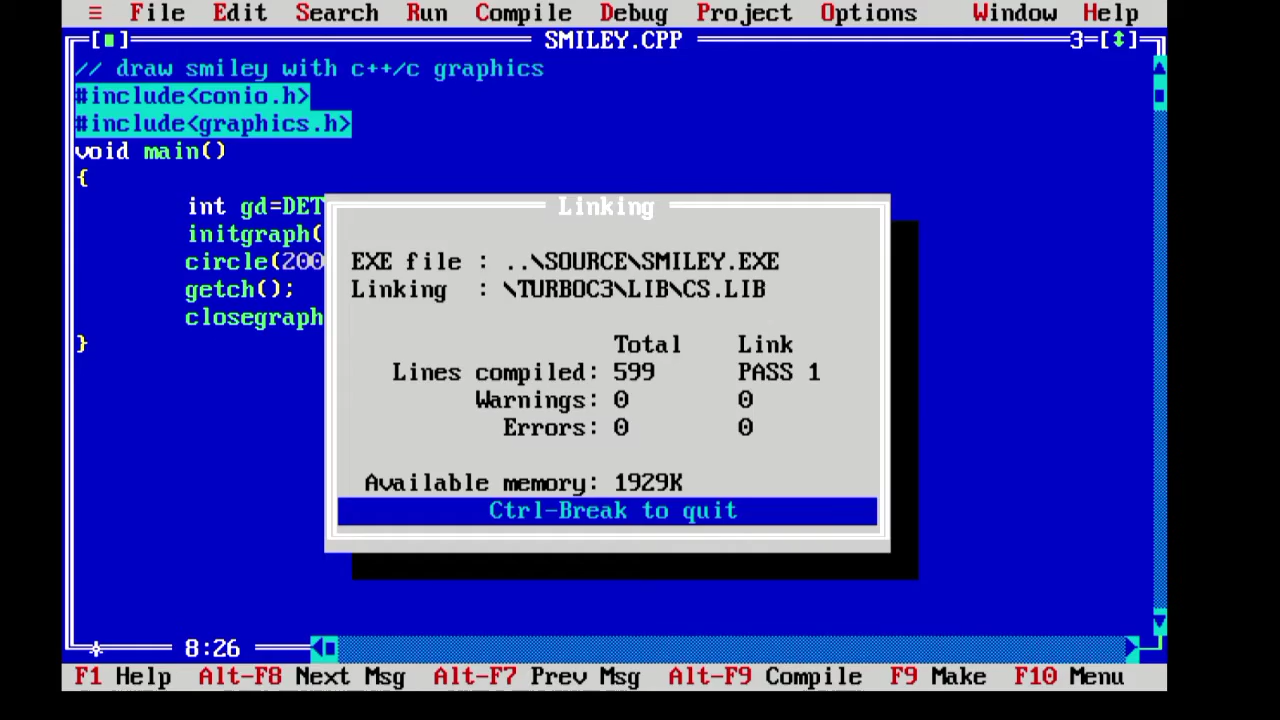 ≡ File Edit Search Run Compile Debug Project Options Window Help
[■] SMILEY.CPP 3=[↕]
// draw smiley with c++/c graphics
#include<conio.h>
#include<graphics.h>
void main()
{
int gd=DET
initgraph(
circle(200
getch();
closegraph
}
Linking
EXE file : ..\SOURCE\SMILEY.EXE
Linking : \TURBOC3\LIB\CS.LIB
Total Link
Lines compiled: 599 PASS 1
Warnings: 0 0
Errors: 0 0
Available memory: 1929K
Ctrl-Break to quit
8:26
F1 Help Alt-F8 Next Msg Alt-F7 Prev Msg Alt-F9 Compile F9 Make F10 Menu